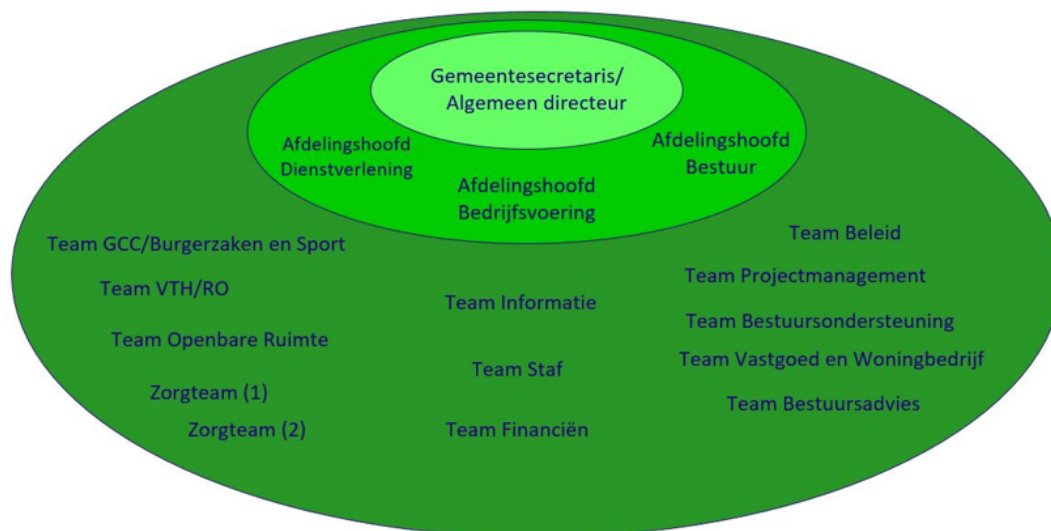 Gemeentesecretaris/
Algemeen directeur
Afdelingshoofd
Dienstverlening
Afdelingshoofd
Bedrijfsvoering
Afdelingshoofd
Bestuur
Team GCC/Burgerzaken en Sport
Team VTH/RO
Team Openbare Ruimte
Zorgteam (1)
Zorgteam (2)
Team Informatie
Team Staf
Team Financiën
Team Beleid
Team Projectmanagement
Team Bestuursondersteuning
Team Vastgoed en Woningbedrijf
Team Bestuursadvies